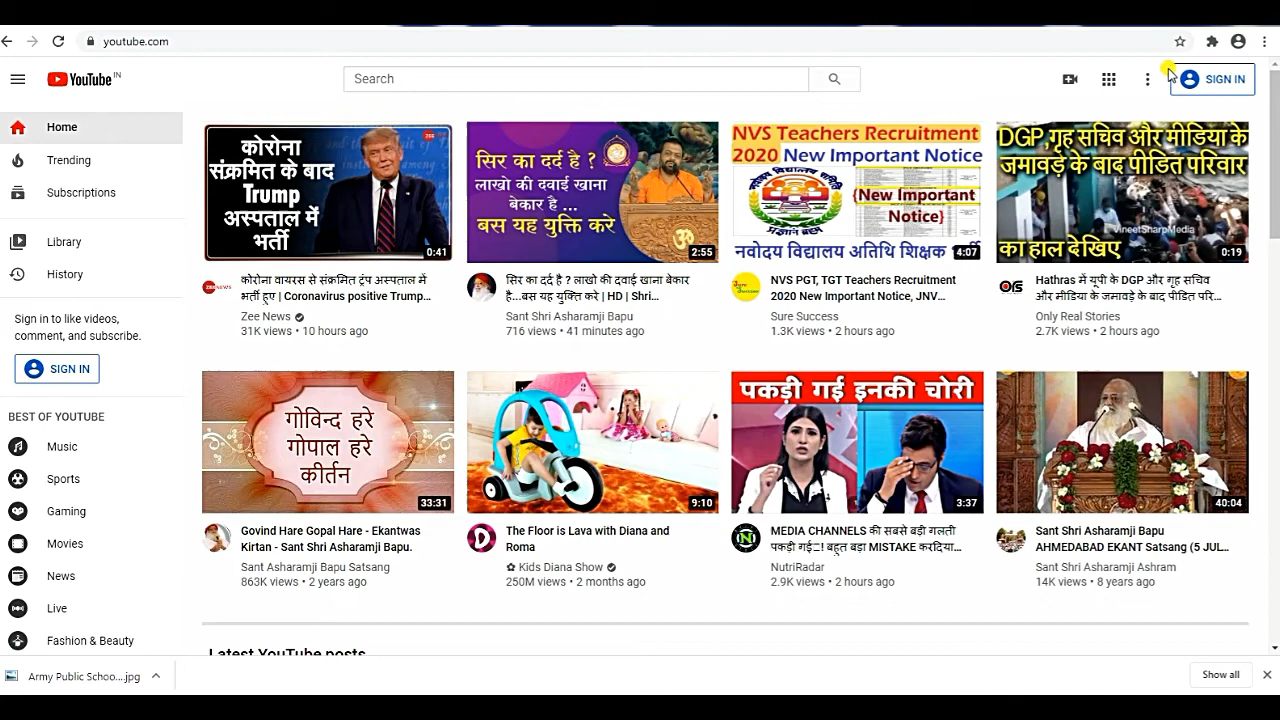 youtube.com
YouTube IN
Search
SIGN IN
Home
Trending
Subscriptions
Library
History
Sign in to like videos,
comment, and subscribe.
SIGN IN
BEST OF YOUTUBE
Music
Sports
Gaming
Movies
News
Live
Fashion & Beauty
कोरोना
संक्रमित के बाद
Trump
अस्पताल में
भर्ती
0:41
कोरोना वायरस से संक्रमित ट्रंप अस्पताल में
भर्ती हुए | Coronavirus positive Trump...
Zee News
31K views • 10 hours ago
सिर का दर्द है ?
लाखो की दवाई खाना
बेकार है ...
बस यह युक्ति करे
2:55
सिर का दर्द है ? लाखो की दवाई खाना बेकार
है...बस यह युक्ति करे | HD | Shri...
Sant Shri Asharamji Bapu
716 views • 41 minutes ago
NVS Teachers Recruitment
2020 New Important Notice
{New Important
Notice}
नवोदय विद्यालय अतिथि शिक्षक
4:07
NVS PGT, TGT Teachers Recruitment
2020 New Important Notice, JNV...
Sure Success
1.3K views • 2 hours ago
DGP,गृह सचिव और मीडिया के
जमावड़े के बाद पीडित परिवार
VineetSharpMedia
का हाल देखिए
0:19
Hathras में यूपी के DGP और गृह सचिव
और मीडिया के जमावड़े के बाद पीडित परि...
Only Real Stories
2.7K views • 2 hours ago
गोविन्द हरे
गोपाल हरे
कीर्तन
33:31
Govind Hare Gopal Hare - Ekantwas
Kirtan - Sant Shri Asharamji Bapu.
Sant Asharamji Bapu Satsang
863K views • 2 years ago
9:10
The Floor is Lava with Diana and
Roma
✿ Kids Diana Show
250M views • 2 months ago
पकड़ी गई इनकी चोरी
3:37
MEDIA CHANNELS की सबसे बड़ी गलती
पकड़ी गई...! बहुत बड़ा MISTAKE करदिया...
NutriRadar
2.9K views • 2 hours ago
40:04
Sant Shri Asharamji Bapu
AHMEDABAD EKANT Satsang (5 JUL...
Sant Shri Asharamji Ashram
14K views • 8 years ago
Latest YouTube posts
Army Public Schoo....jpg
Show all